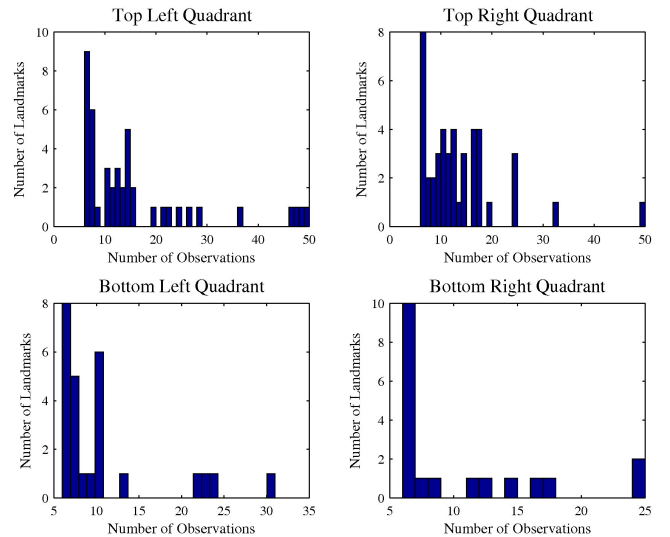 Top Left Quadrant
10
8
6
4
2
0
Number of Landmarks
0 10 20 30 40 50
Number of Observations
Top Right Quadrant
8
6
4
2
0
Number of Landmarks
0 10 20 30 40 50
Number of Observations
Bottom Left Quadrant
8
6
4
2
0
Number of Landmarks
5 10 15 20 25 30 35
Number of Observations
Bottom Right Quadrant
10
8
6
4
2
0
Number of Landmarks
5 10 15 20 25
Number of Observations